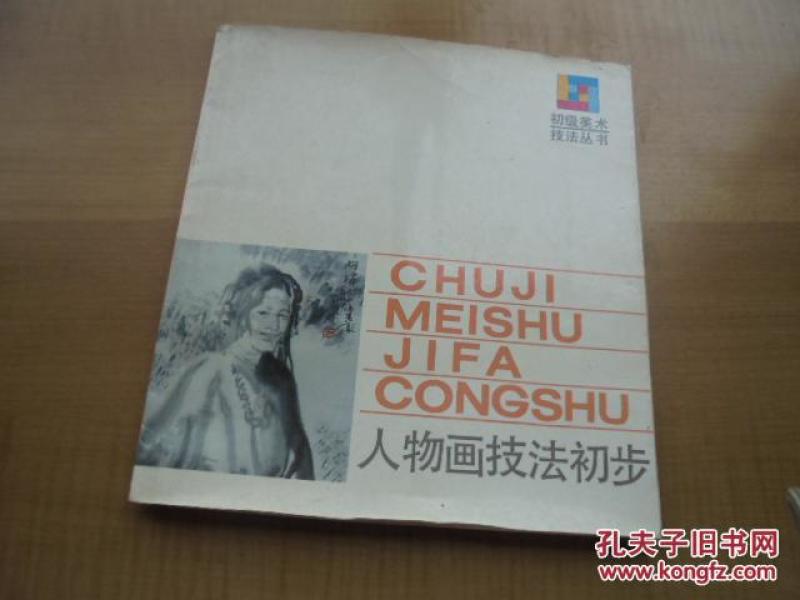 初级美术
技法丛书
CHUJI
MEISHU
JIFA
CONGSHU
人物画技法初步
孔夫子旧书网
www.kongfz.com